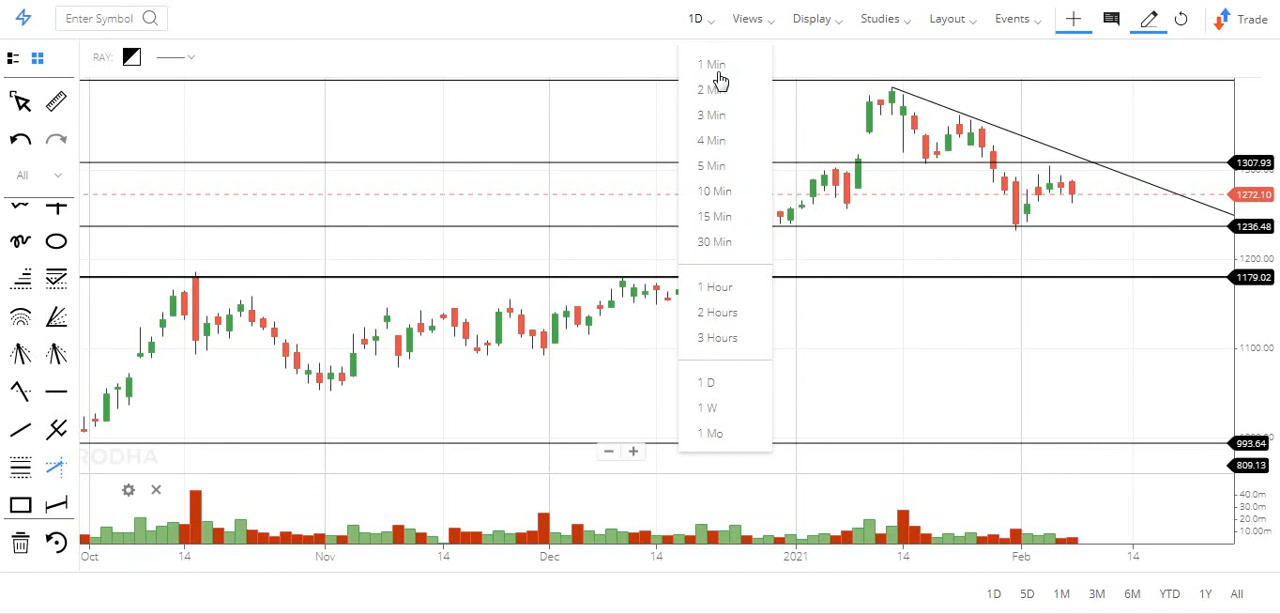 Enter Symbol
1D
Views
Display
Studies
Layout
Events
Trade
RAY:
All
1 Min
3 Min
4 Min
5 Min
10 Min
15 Min
30 Min
1 Hour
2 Hours
3 Hours
1 D
1 W
1 Mo
1307.93
1272.10
1236.48
1200.00
1179.02
1100.00
993.64
809.13
RODHA
40.0m
30.0m
20.0m
10.00m
Oct
14
Nov
14
Dec
14
2021
14
Feb
14
1D
5D
1M
3M
6M
YTD
1Y
All